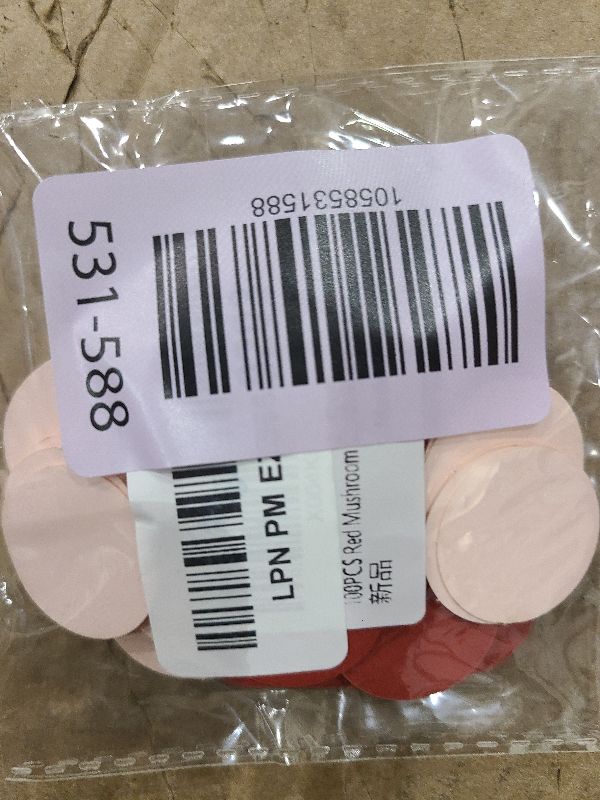 1058531588
531-588
LPN PM
100PCS Red Mushroom
新品